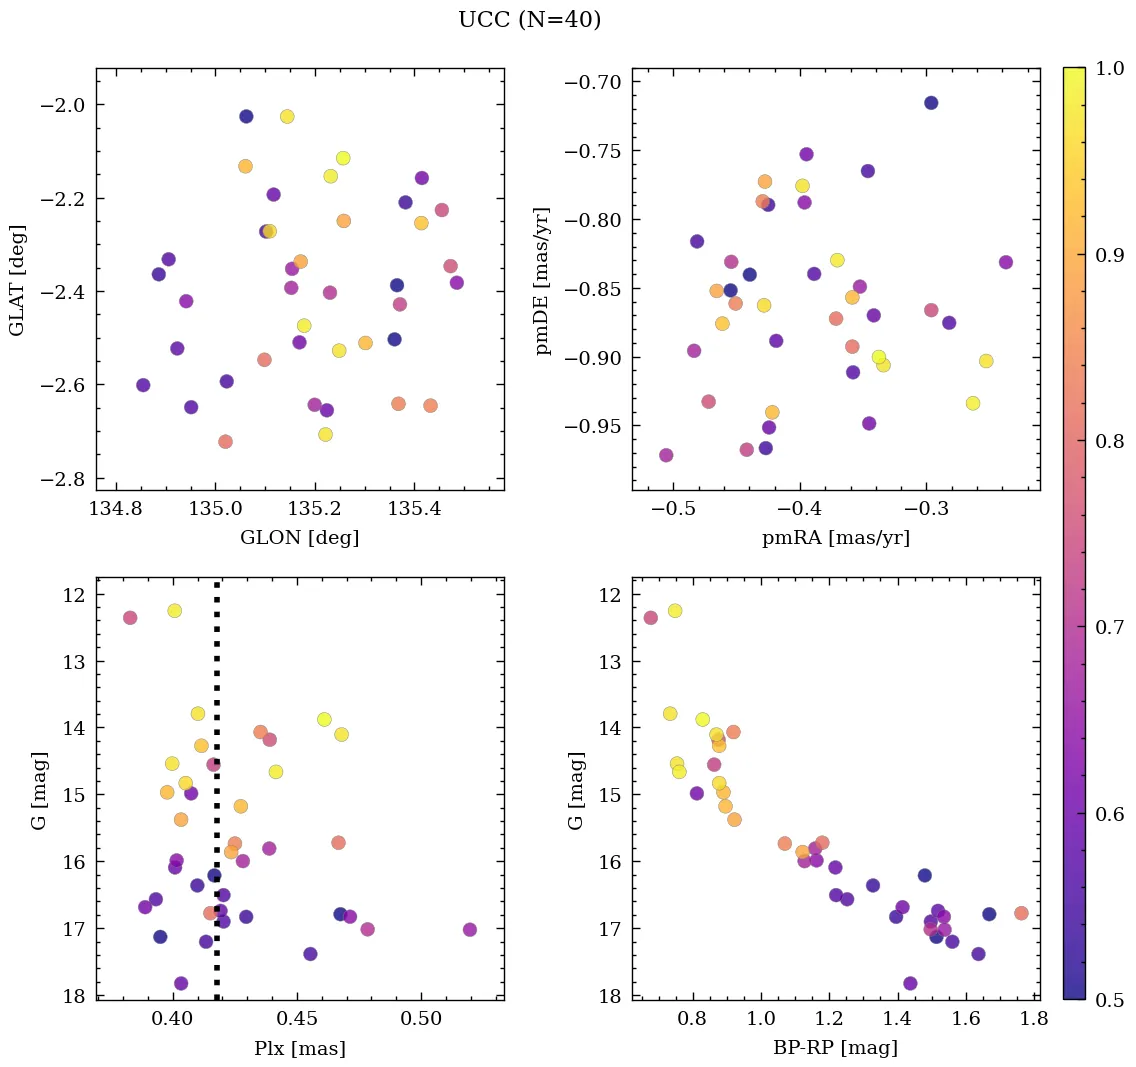 UCC (N=40)
−2.0
−2.2
−2.4
−2.6
−2.8
GLAT [deg]
134.8 135.0 135.2 135.4
GLON [deg]
−0.70
−0.75
−0.80
−0.85
−0.90
−0.95
pmDE [mas/yr]
−0.5 −0.4 −0.3
pmRA [mas/yr]
12
13
14
15
16
17
18
G [mag]
0.40 0.45 0.50
Plx [mas]
12
13
14
15
16
17
18
G [mag]
0.8 1.0 1.2 1.4 1.6 1.8
BP-RP [mag]
1.0
0.9
0.8
0.7
0.6
0.5